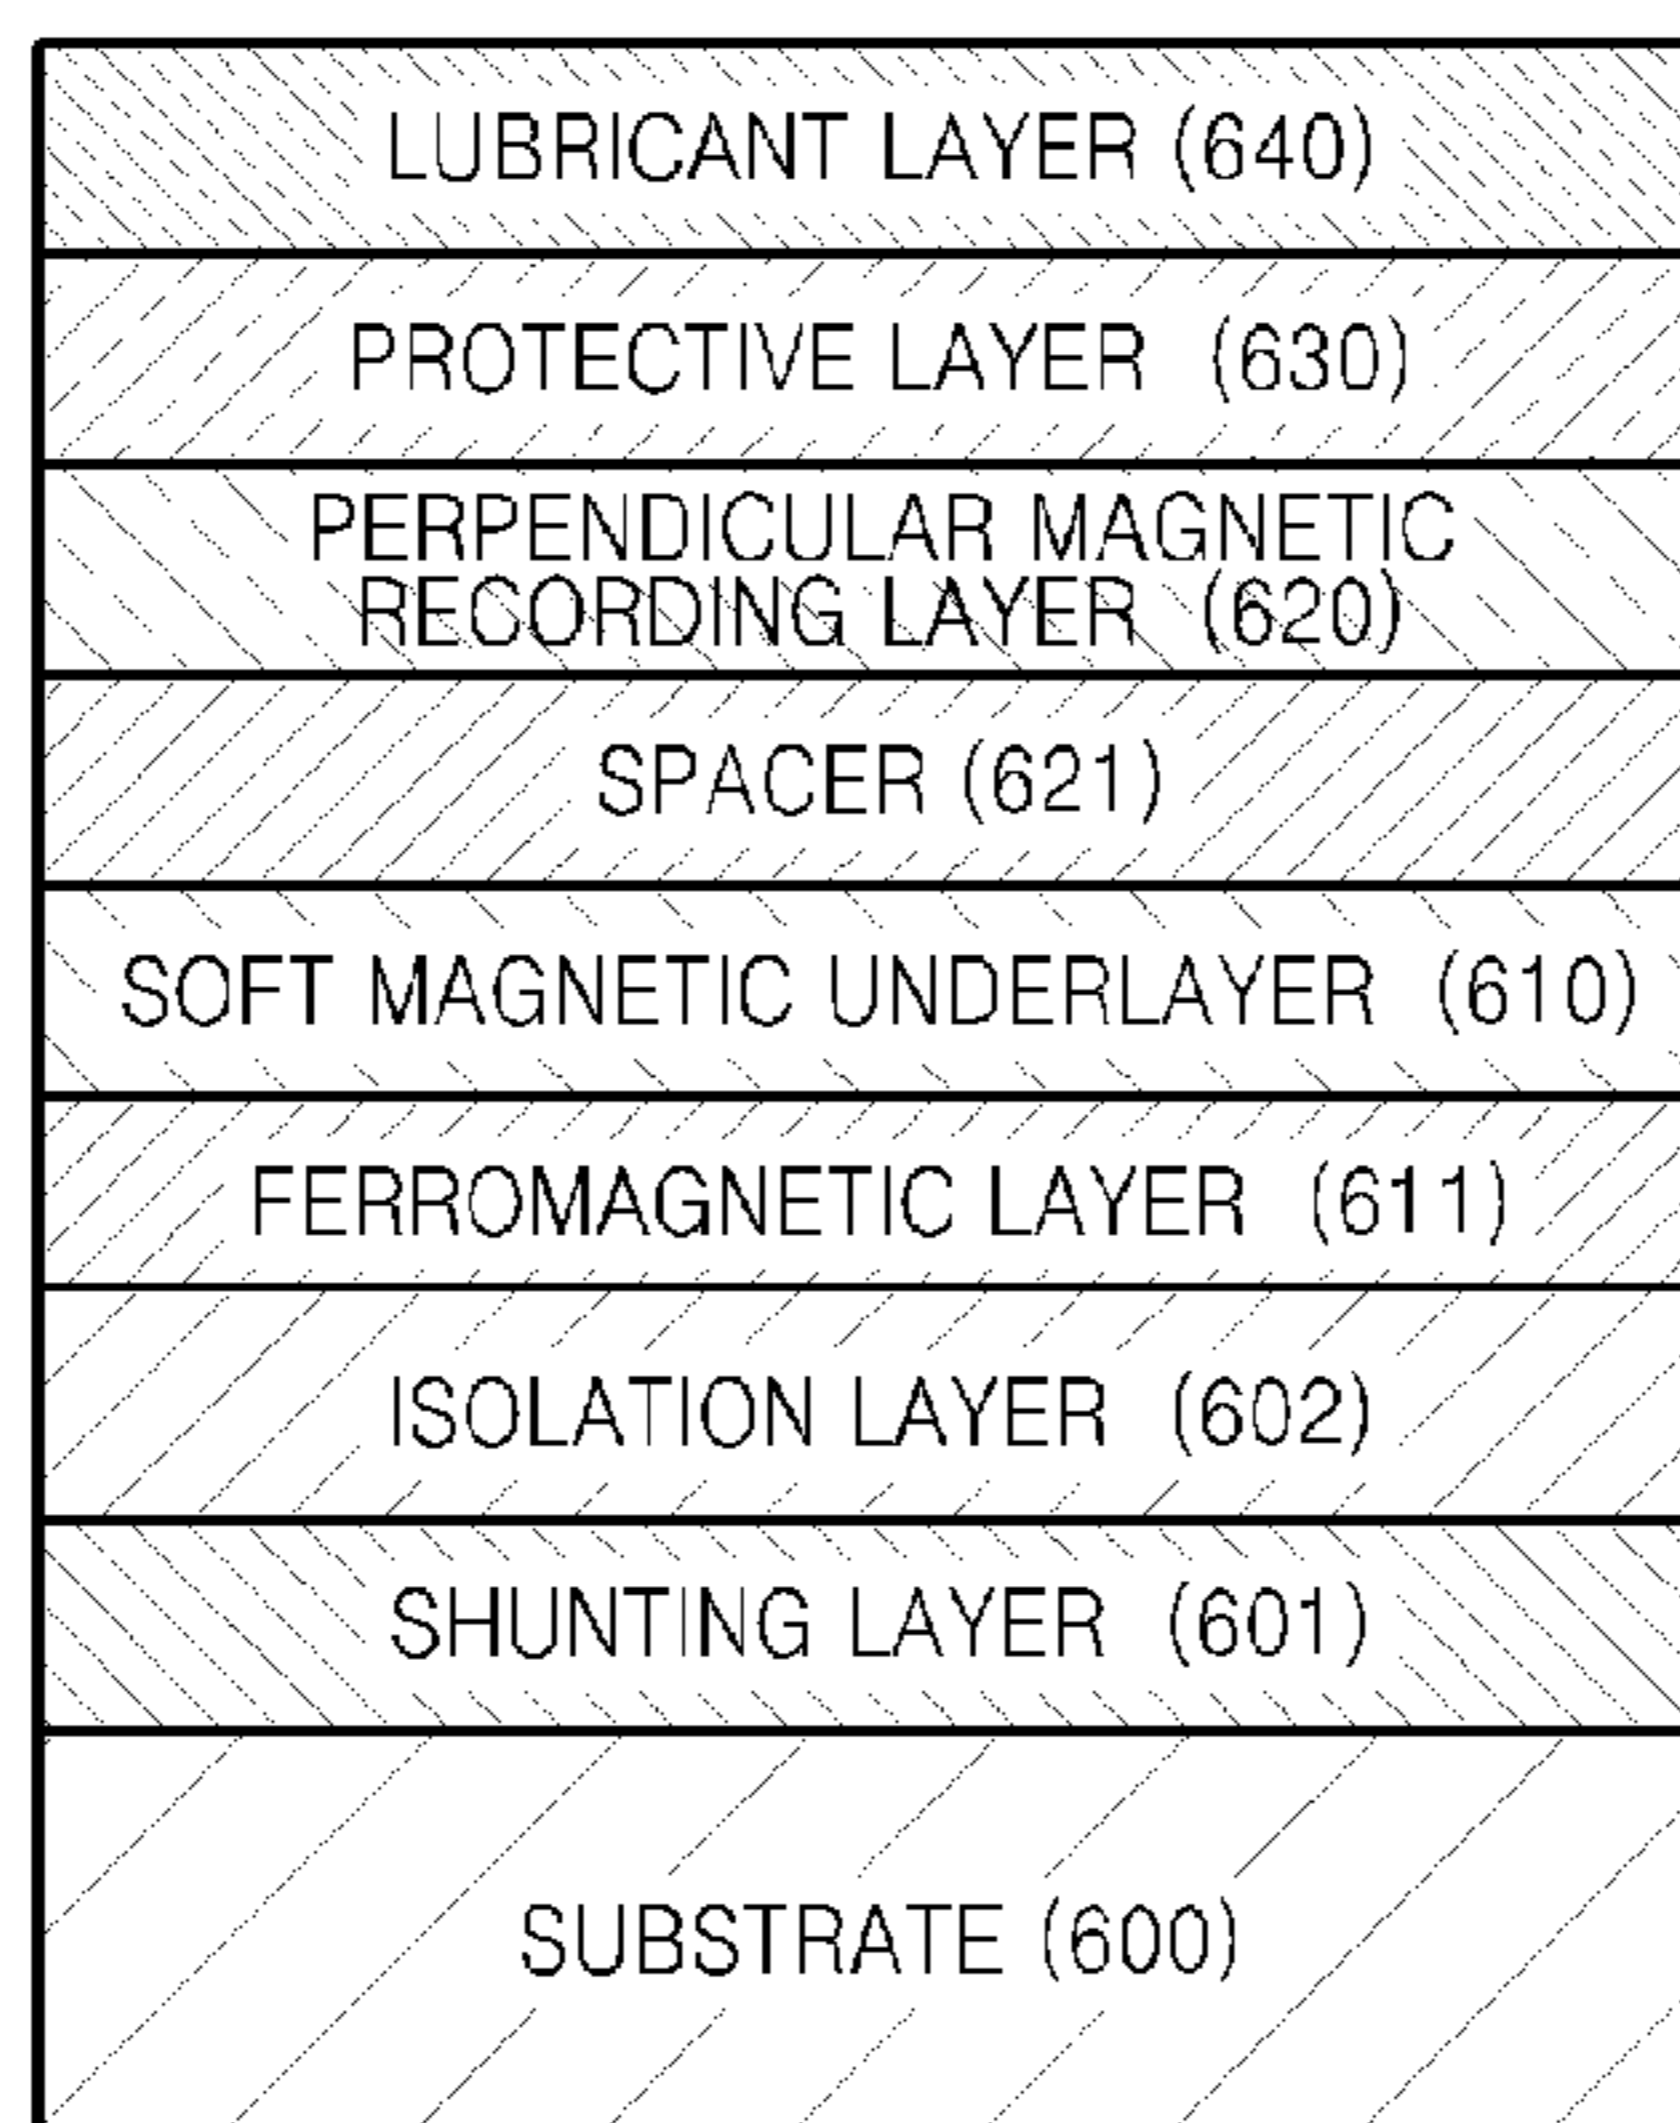 LUBRICANT LAYER (640)
PROTECTIVE LAYER (630)
PERPENDICULAR MAGNETIC
RECORDING LAYER (620)
SPACER (621)
SOFT MAGNETIC UNDERLAYER (610)
FERROMAGNETIC LAYER (611)
ISOLATION LAYER (602)
SHUNTING LAYER (601)
SUBSTRATE (600)